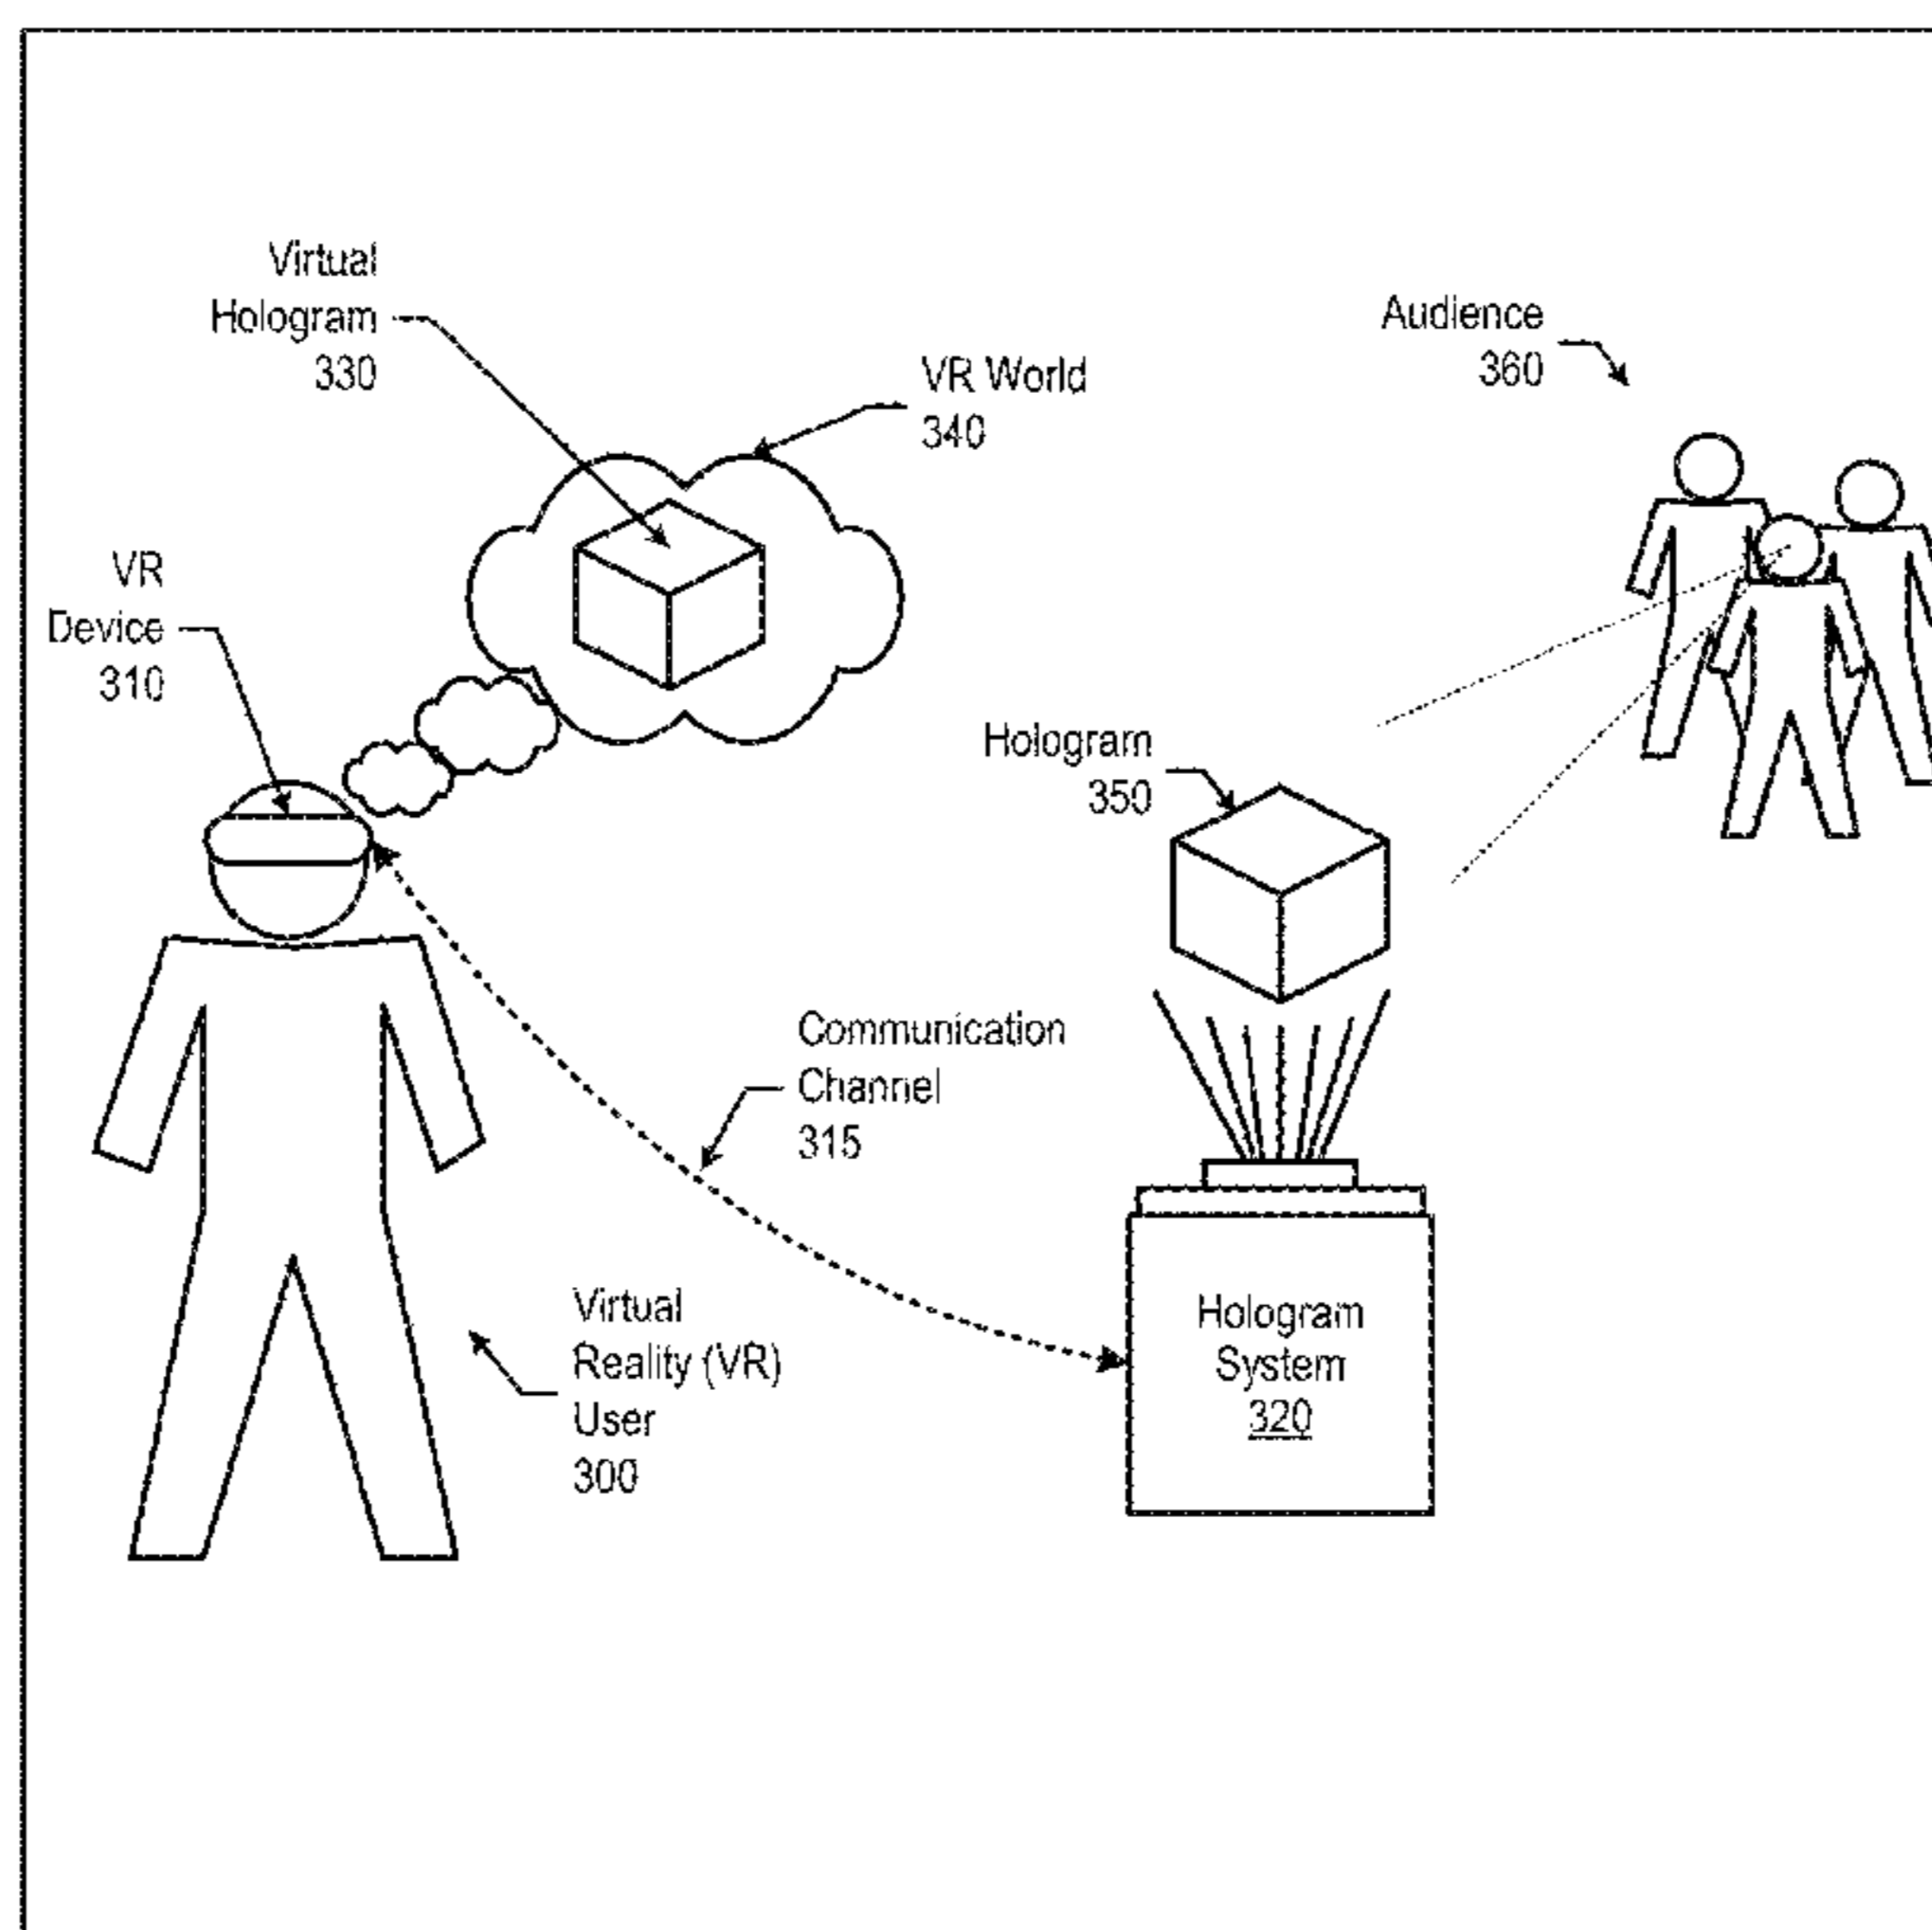 Virtual
Hologram
330
VR World
340
Audience
360
VR
Device
310
Hologram
350
Communication
Channel
315
Virtual
Reality (VR)
User
300
Hologram
System
320